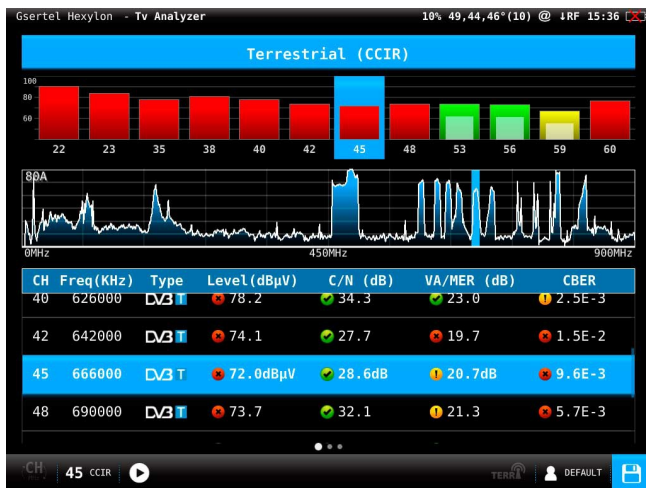 Gsertel Hexylon - Tv Analyzer 10% 49,44,46°(10) @ ↓RF 15:36
Terrestrial (CCIR)
100
80
60
22 23 35 38 40 42 45 48 53 56 59 60
80A
0MHz 450MHz 900MHz
CH Freq(KHz) Type Level(dBµV) C/N (dB) VA/MER (dB) CBER
40 626000 DVB T 78.2 34.3 23.0 2.5E-3
42 642000 DVB T 74.1 27.7 19.7 1.5E-2
45 666000 DVB T 72.0dBµV 28.6dB 20.7dB 9.6E-3
48 690000 DVB T 73.7 32.1 21.3 5.7E-3
CH 45 CCIR TERR DEFAULT